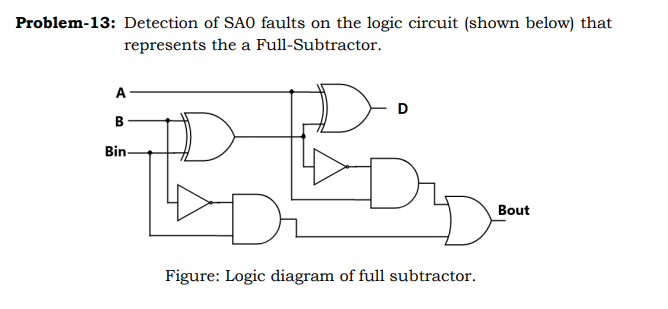 Problem-13: Detection of SA0 faults on the logic circuit (shown below) that
represents the a Full-Subtractor.
A
B
Bin
D
Bout
Figure: Logic diagram of full subtractor.